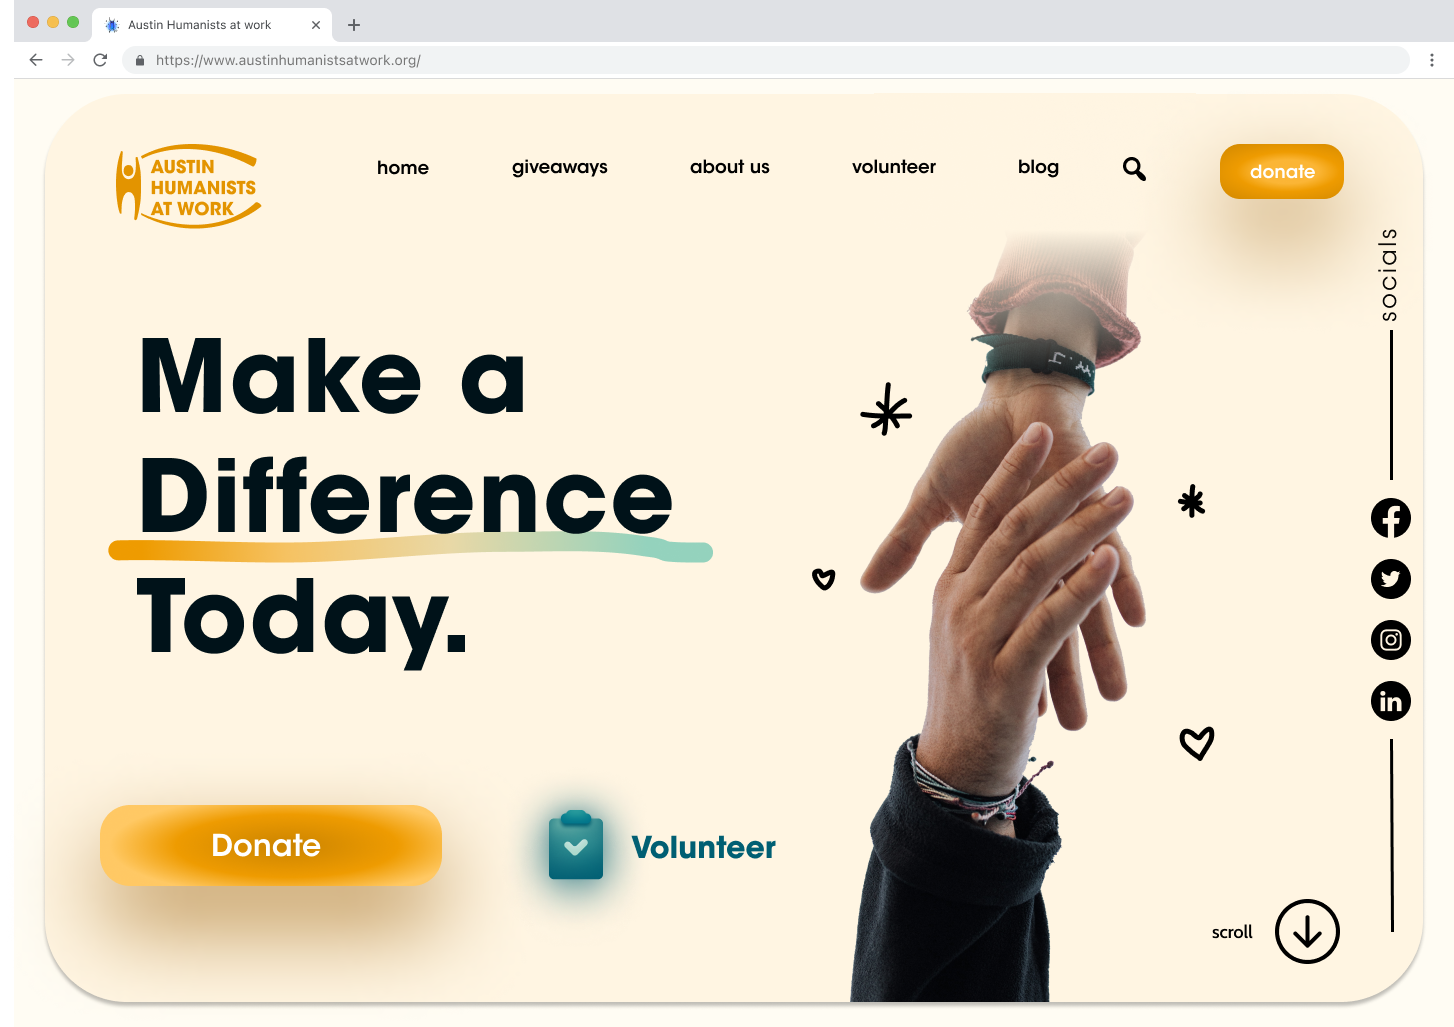 Austin Humanists at work
https://www.austinhumanistsatwork.org/
AUSTIN
HUMANISTS
AT WORK
home
giveaways
about us
volunteer
blog
donate
socials
Make a
Difference
Today.
Donate
Volunteer
scroll